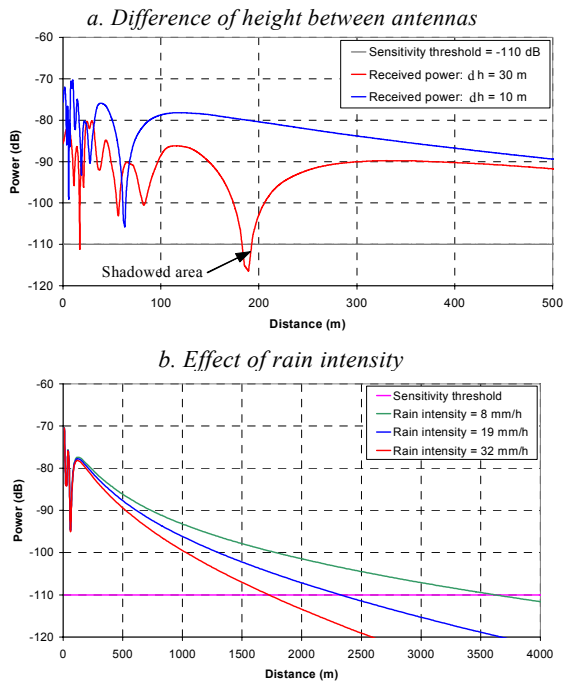 a. Difference of height between antennas
-60
-70
-80
-90
-100
-110
-120
Power (dB)
Sensitivity threshold = -110 dB
Received power: dh = 30 m
Received power: dh = 10 m
Shadowed area
0 100 200 300 400 500
Distance (m)
b. Effect of rain intensity
-60
-70
-80
-90
-100
-110
-120
Power (dB)
Sensitivity threshold
Rain intensity = 8 mm/h
Rain intensity = 19 mm/h
Rain intensity = 32 mm/h
0 500 1000 1500 2000 2500 3000 3500 4000
Distance (m)